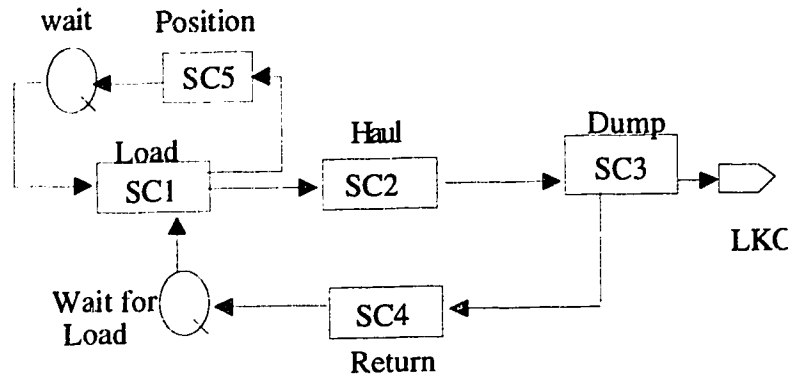 wait
Position
SC5
Load
SC1
Haul
SC2
Dump
SC3
LKC
Wait for
Load
SC4
Return